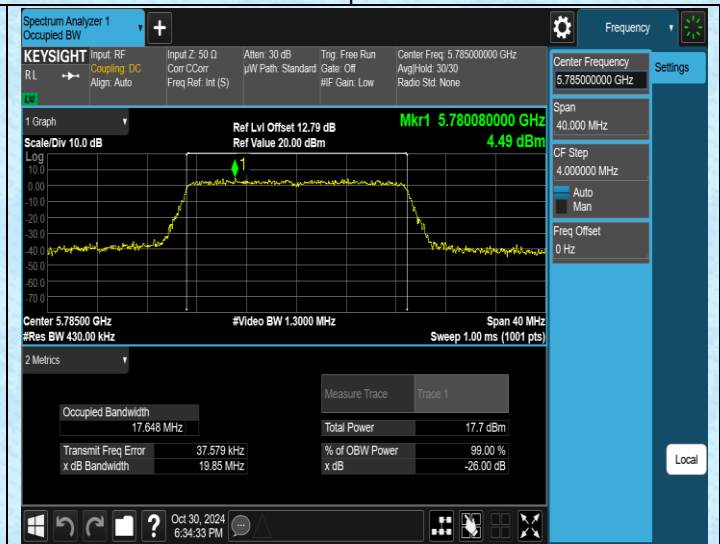 Spectrum Analyzer 1
Occupied BW
+
Frequency
KEYSIGHT
RL
Input: RF
Coupling: DC
Align: Auto
Input Z: 50 Ω
Corr CCorr
Freq Ref: Int (S)
Atten: 30 dB
µW Path: Standard
Trig: Free Run
Gate: Off
#IF Gain: Low
Center Freq: 5.785000000 GHz
Avg|Hold: 30/30
Radio Std: None
1 Graph
Scale/Div 10.0 dB
Ref Lvl Offset 12.79 dB
Ref Value 20.00 dBm
Mkr1 5.780080000 GHz
4.49 dBm
Log
10.0
0.00
-10.0
-20.0
-30.0
-40.0
-50.0
-60.0
-70.0
1
Center 5.78500 GHz
#Res BW 430.00 kHz
#Video BW 1.3000 MHz
Span 40 MHz
Sweep 1.00 ms (1001 pts)
2 Metrics
Measure Trace
Trace 1
Occupied Bandwidth
17.648 MHz
Total Power
17.7 dBm
Transmit Freq Error
37.579 kHz
% of OBW Power
99.00 %
x dB Bandwidth
19.85 MHz
x dB
-26.00 dB
Center Frequency
5.785000000 GHz
Settings
Span
40.000 MHz
CF Step
4.000000 MHz
Auto
Man
Freq Offset
0 Hz
Local
?
Oct 30, 2024
6:34:33 PM